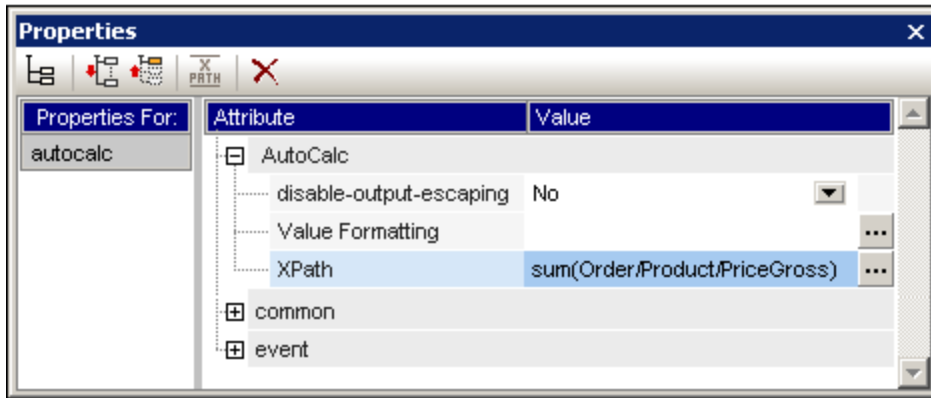 Properties
X
PATH
Properties For: Attribute Value
autocalc AutoCalc
disable-output-escaping No
Value Formatting ...
XPath sum(Order/Product/PriceGross) ...
common
event